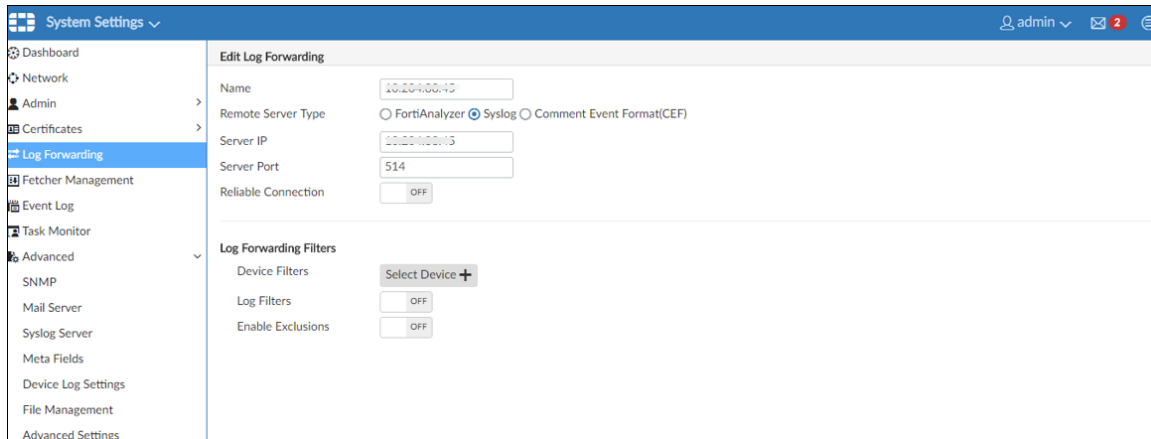 System Settings
admin
2
Dashboard
Network
Admin
Certificates
Log Forwarding
Fetcher Management
Event Log
Task Monitor
Advanced
SNMP
Mail Server
Syslog Server
Meta Fields
Device Log Settings
File Management
Advanced Settings
Edit Log Forwarding
Name
Remote Server Type FortiAnalyzer Syslog Comment Event Format(CEF)
Server IP
Server Port 514
Reliable Connection OFF
Log Forwarding Filters
Device Filters Select Device +
Log Filters OFF
Enable Exclusions OFF